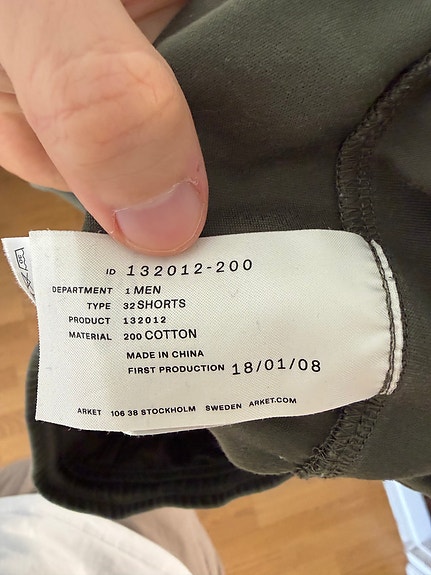 ID 132012-200
DEPARTMENT 1 MEN
TYPE 32 SHORTS
PRODUCT 132012
MATERIAL 200 COTTON
MADE IN CHINA
FIRST PRODUCTION 18/01/08
ARKET 106 38 STOCKHOLM SWEDEN ARKET.COM